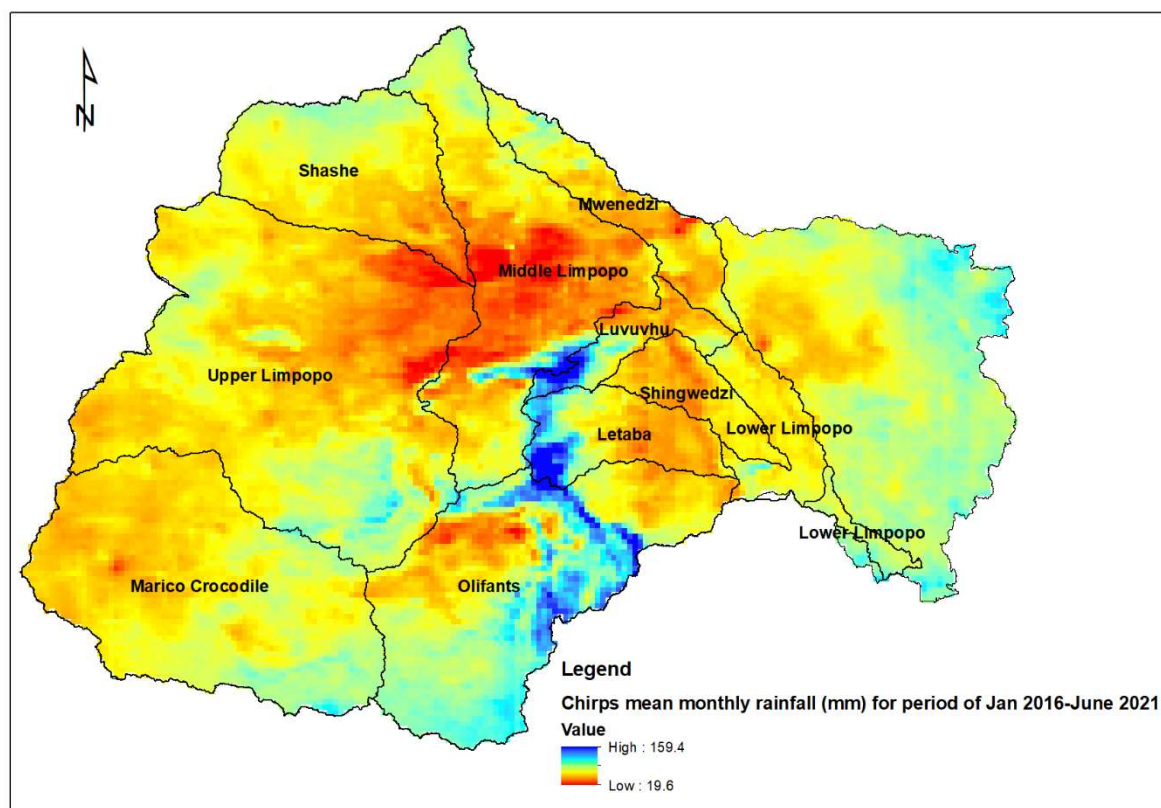 N
Shashe
Mwenedzi
Middle Limpopo
Luvuvhu
Upper Limpopo
Shingwedzi
Lower Limpopo
Letaba
Lower Limpopo
Marico Crocodile
Olifants
Legend
Chirps mean monthly rainfall (mm) for period of Jan 2016-June 2021
Value
High : 159.4
Low : 19.6